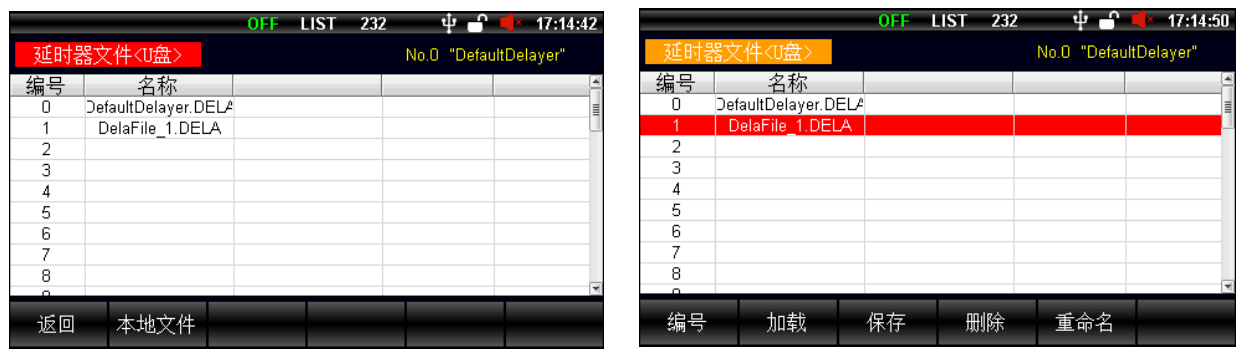 OFF LIST 232 17:14:42
延时器文件<U盘> No.0 "DefaultDelayer"
编号 名称
0 DefaultDelayer.DELA
1 DelaFile_1.DELA
2
3
4
5
6
7
8
返回 本地文件
OFF LIST 232 17:14:50
延时器文件<U盘> No.0 "DefaultDelayer"
编号 名称
0 DefaultDelayer.DELA
1 DelaFile_1.DELA
2
3
4
5
6
7
8
编号 加载 保存 删除 重命名